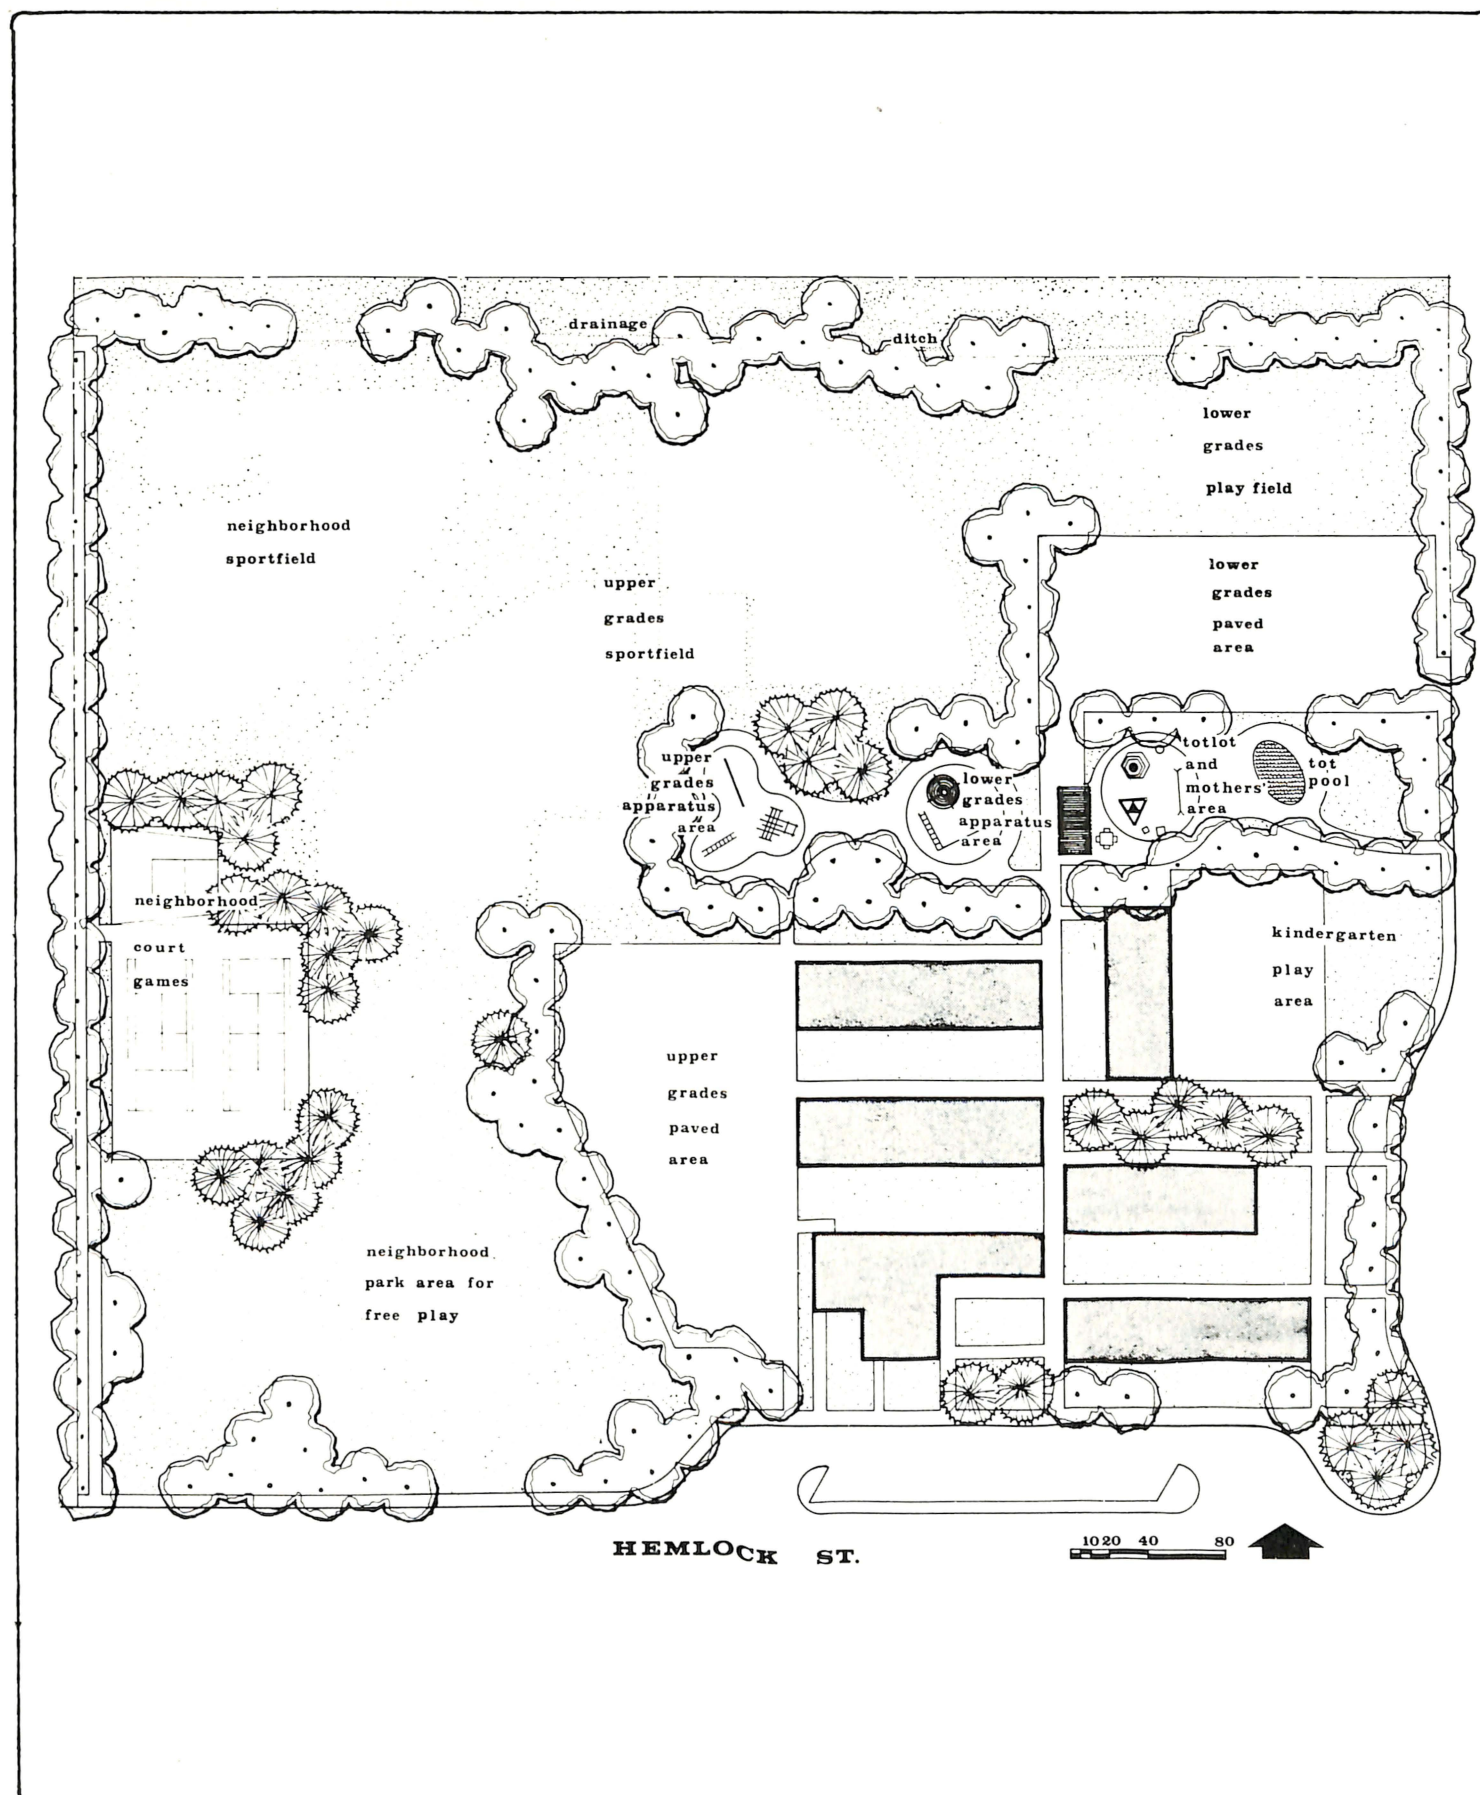 drainage
ditch
lower
grades
play field
neighborhood
sportfield
upper
grades
sportfield
lower
grades
paved
area
upper
grades
apparatus
area
lower
grades
apparatus
area
totlot
and
mothers'
area
tot
pool
neighborhood
court
games
kindergarten
play
area
upper
grades
paved
area
neighborhood
park area for
free play
HEMLOCK ST.
10 20 40 80